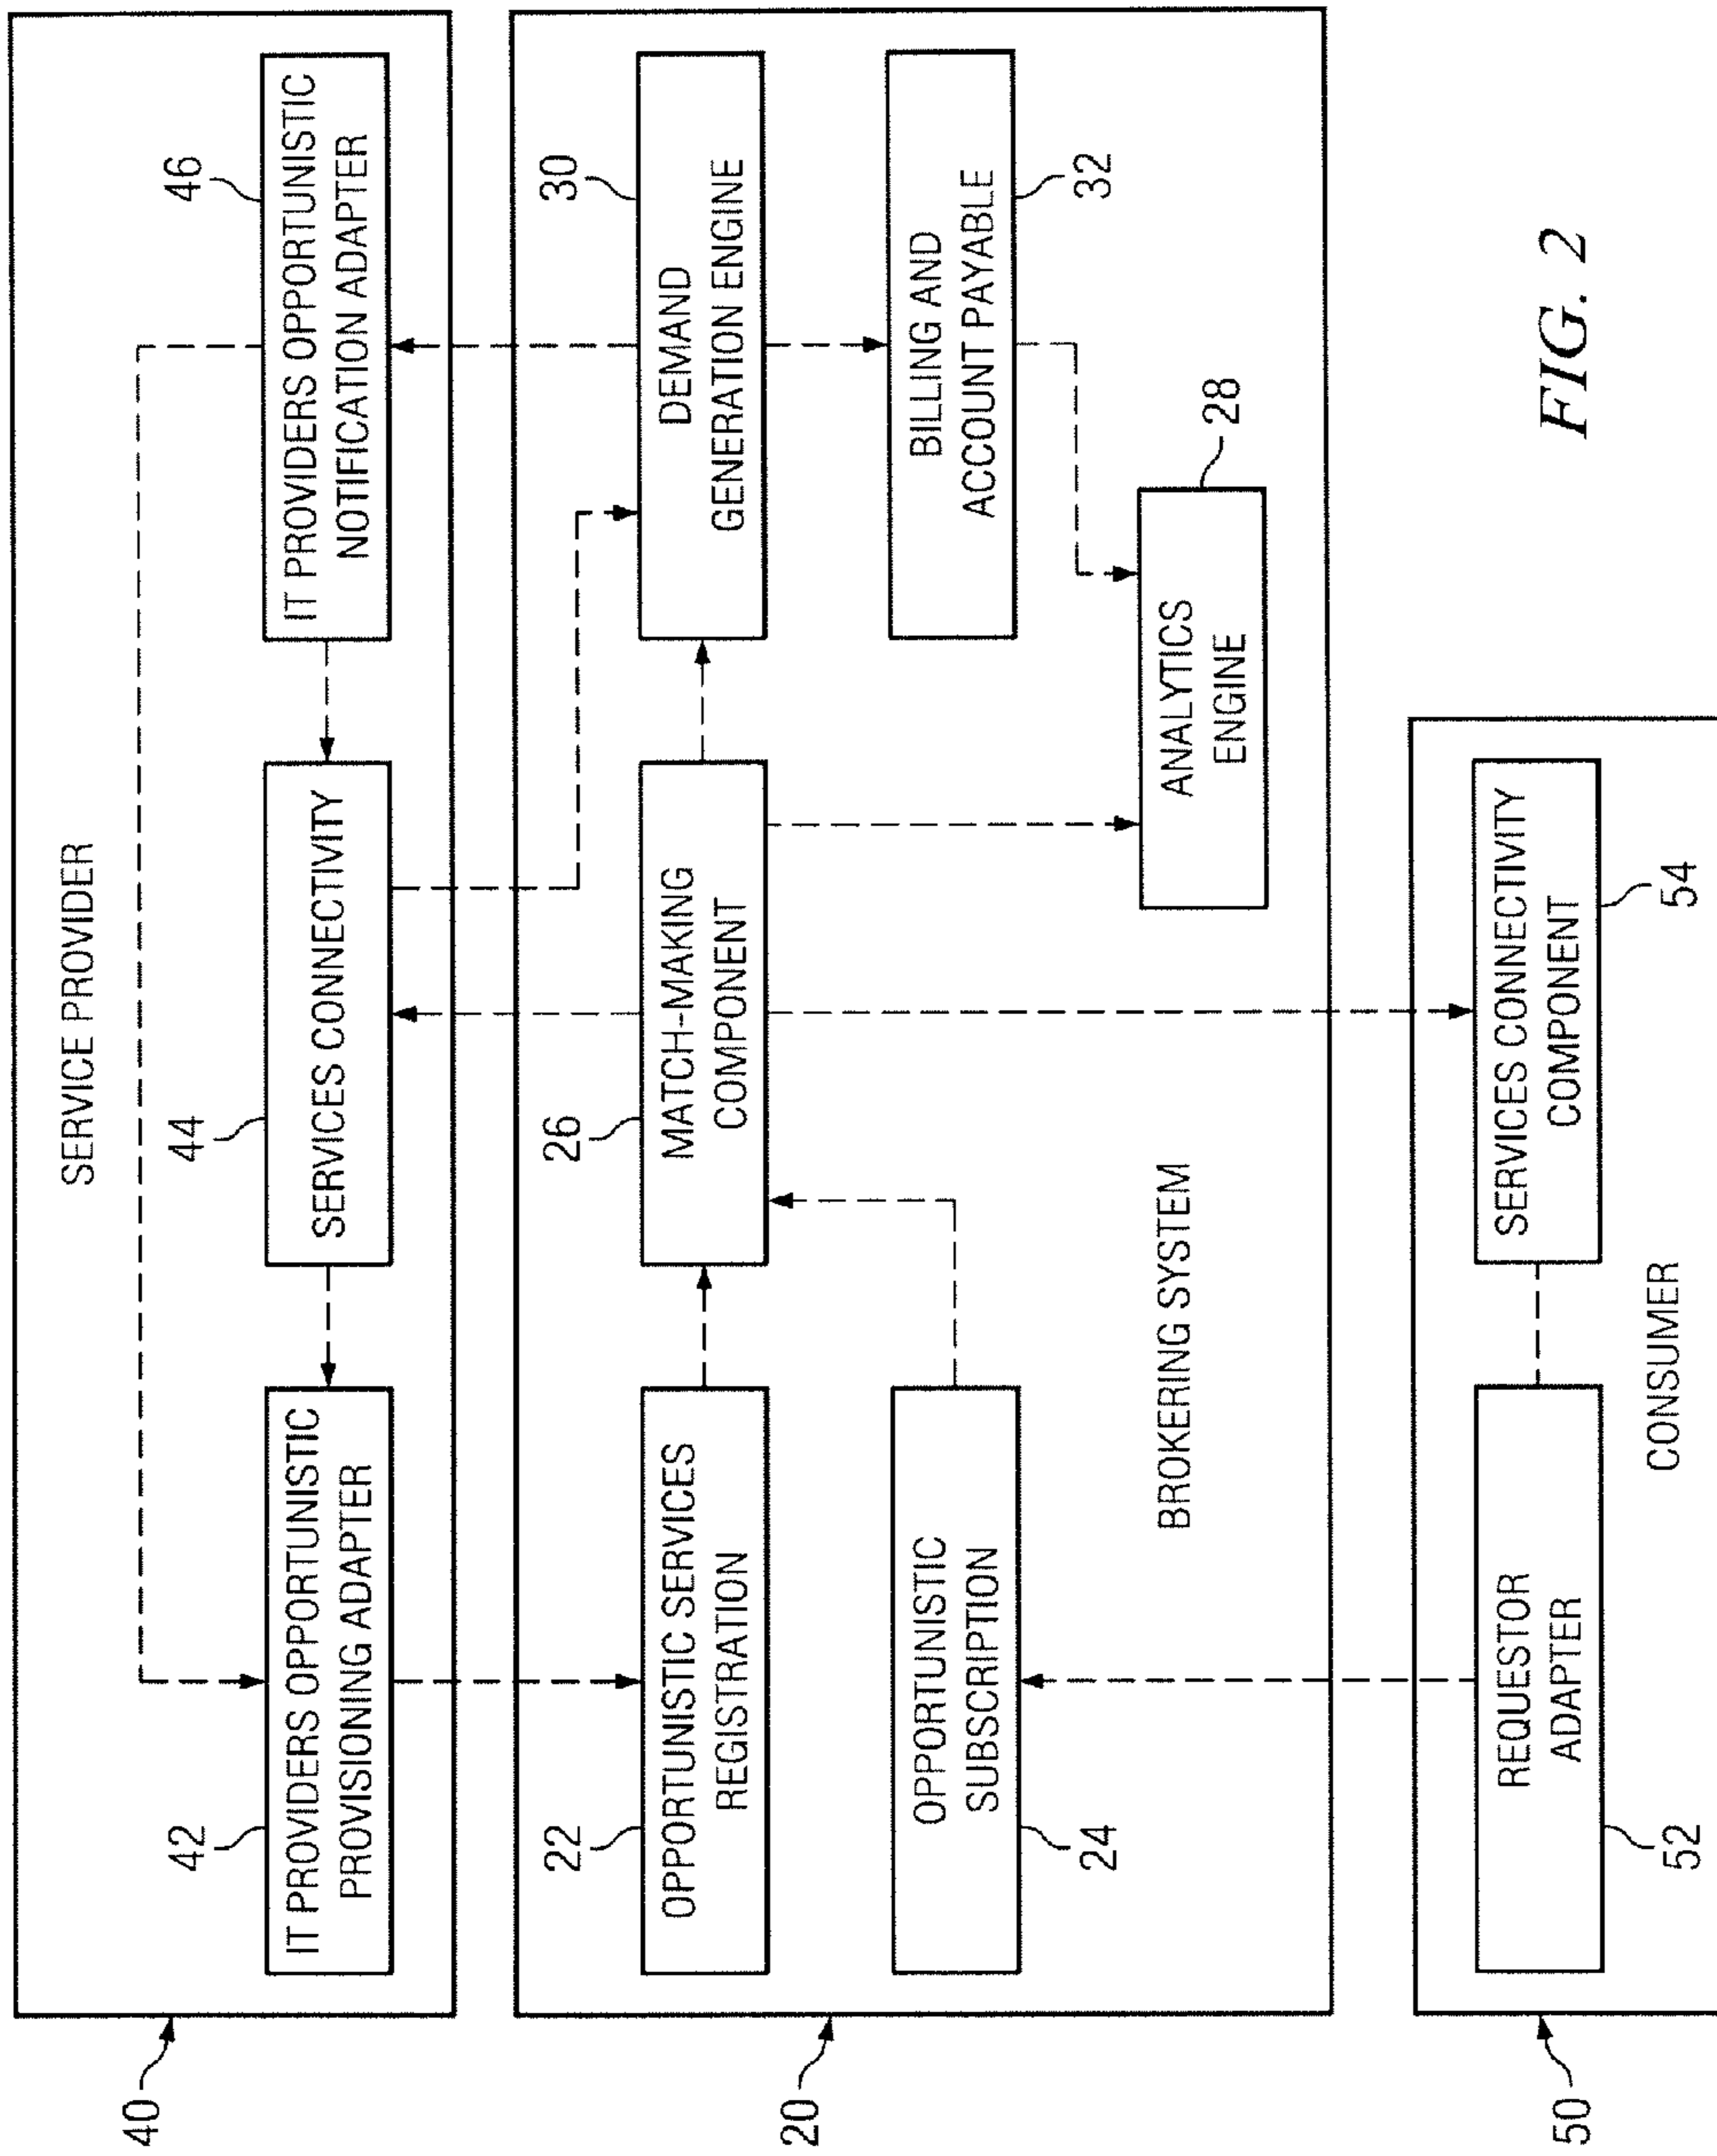 40
SERVICE PROVIDER
42
IT PROVIDERS OPPORTUNISTIC
PROVISIONING ADAPTER
44
SERVICES CONNECTIVITY
46
IT PROVIDERS OPPORTUNISTIC
NOTIFICATION ADAPTER
20
22
OPPORTUNISTIC SERVICES
REGISTRATION
26
MATCH-MAKING
COMPONENT
30
DEMAND
GENERATION ENGINE
OPPORTUNISTIC
SUBSCRIPTION
24
BILLING AND
ACCOUNT PAYABLE
32
BROKERING SYSTEM
ANALYTICS
ENGINE
28
50
REQUESTOR
ADAPTER
52
SERVICES CONNECTIVITY
COMPONENT
54
CONSUMER
FIG. 2